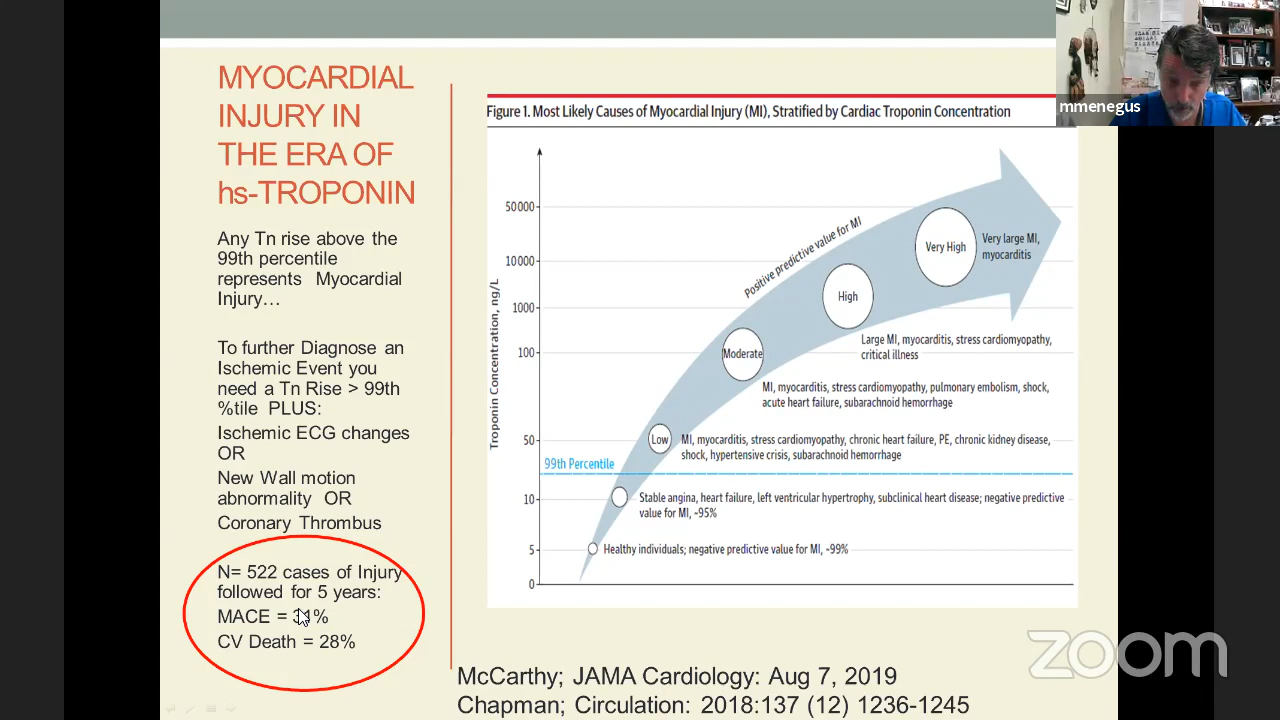 MYOCARDIAL
INJURY IN
THE ERA OF
hs-TROPONIN
Any Tn rise above the
99th percentile
represents Myocardial
Injury…
To further Diagnose an
Ischemic Event you
need a Tn Rise > 99th
%tile PLUS:
Ischemic ECG changes
OR
New Wall motion
abnormality OR
Coronary Thrombus
N= 522 cases of Injury
followed for 5 years:
MACE =
CV Death = 28%
Figure 1. Most Likely Causes of Myocardial Injury (MI), Stratified by Cardiac Troponin Concentration
Troponin Concentration, ng/L
50000
10000
1000
100
50
10
5
0
Positive predictive value for MI
Very High
Very large MI,
myocarditis
High
Large MI, myocarditis, stress cardiomyopathy,
critical illness
Moderate
MI, myocarditis, stress cardiomyopathy, pulmonary embolism, shock,
acute heart failure, subarachnoid hemorrhage
Low
MI, myocarditis, stress cardiomyopathy, chronic heart failure, PE, chronic kidney disease,
shock, hypertensive crisis, subarachnoid hemorrhage
99th Percentile
Stable angina, heart failure, left ventricular hypertrophy, subclinical heart disease; negative predictive
value for MI, ~95%
Healthy individuals; negative predictive value for MI, ~99%
McCarthy; JAMA Cardiology: Aug 7, 2019
Chapman; Circulation: 2018:137 (12) 1236-1245
mmenegus
zoom